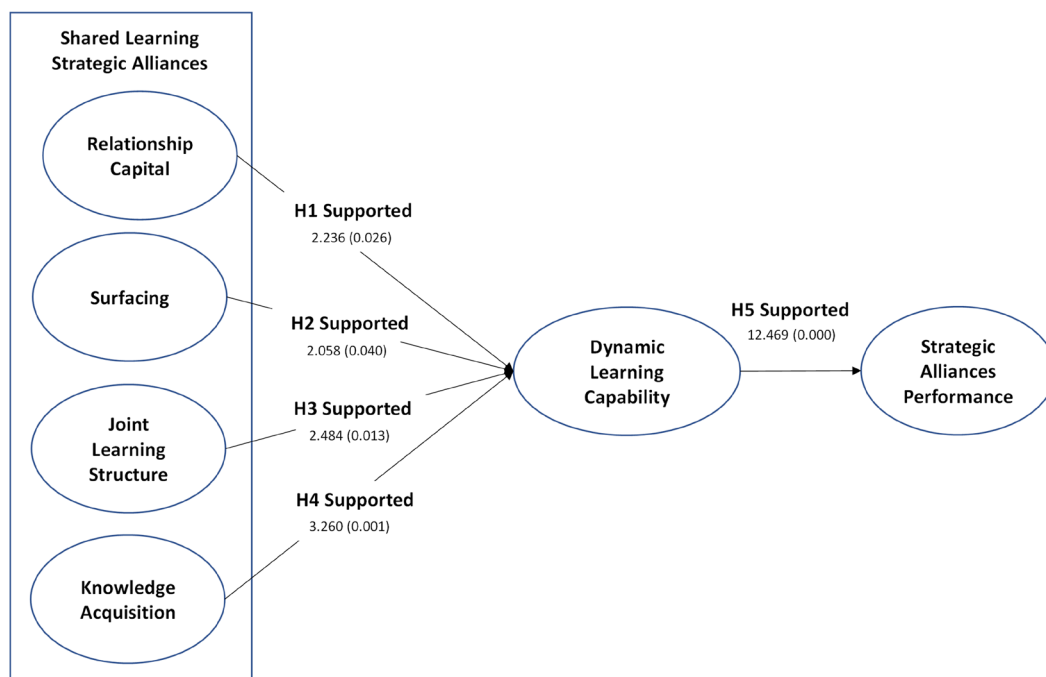 Shared Learning
Strategic Alliances
Relationship
Capital
H1 Supported
2.236 (0.026)
Surfacing
H2 Supported
2.058 (0.040)
Joint
Learning
Structure
H3 Supported
2.484 (0.013)
Knowledge
Acquisition
H4 Supported
3.260 (0.001)
Dynamic
Learning
Capability
H5 Supported
12.469 (0.000)
Strategic
Alliances
Performance